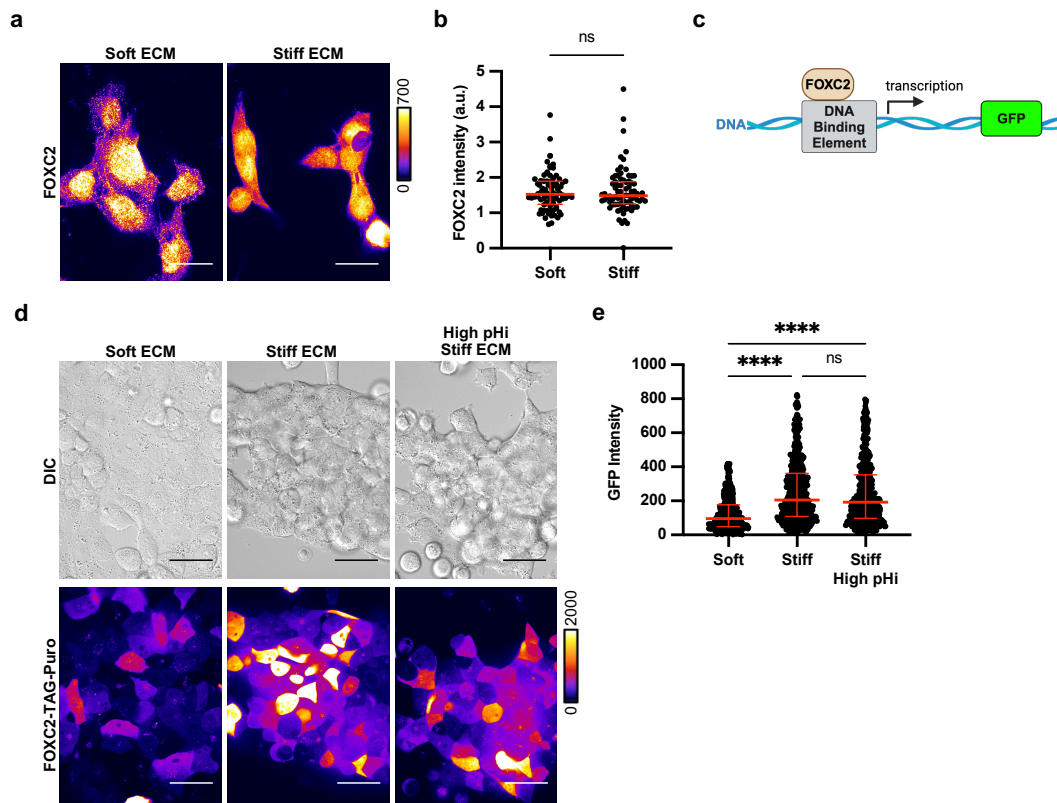 a
Soft ECM
Stiff ECM
FOXC2
700
0
b
ns
FOXC2 intensity (a.u.)
5
4
3
2
1
0
Soft
Stiff
c
FOXC2
transcription
DNA
DNA
Binding
Element
GFP
d
Soft ECM
Stiff ECM
High pHi
Stiff ECM
DIC
FOXC2-TAG-Puro
2000
0
e
****
****
ns
GFP Intensity
1000
800
600
400
200
0
Soft
Stiff
Stiff
High pHi